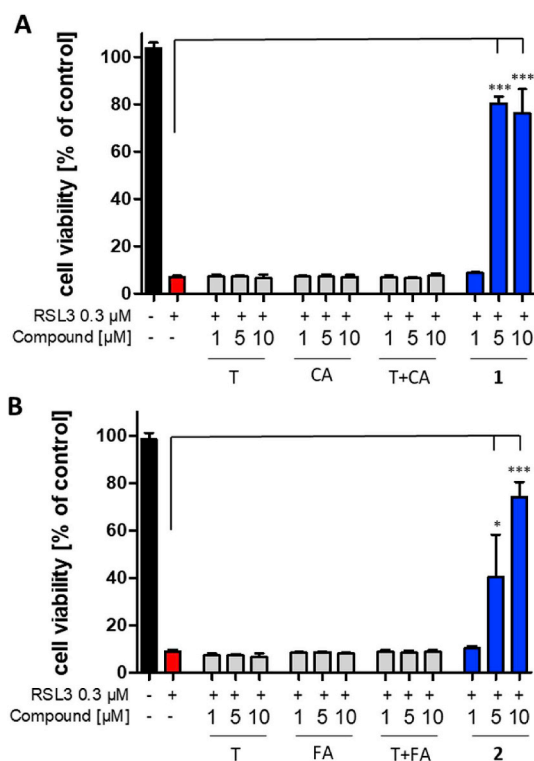 A
cell viability [% of control]
100
80
60
40
20
0
***
***
RSL3 0.3 µM - + + + + + + + + + + + + +
Compound [µM] - - 1 5 10 1 5 10 1 5 10 1 5 10
T CA T+CA 1
B
cell viability [% of control]
100
80
60
40
20
0
*
***
RSL3 0.3 µM - + + + + + + + + + + + + +
Compound [µM] - - 1 5 10 1 5 10 1 5 10 1 5 10
T FA T+FA 2